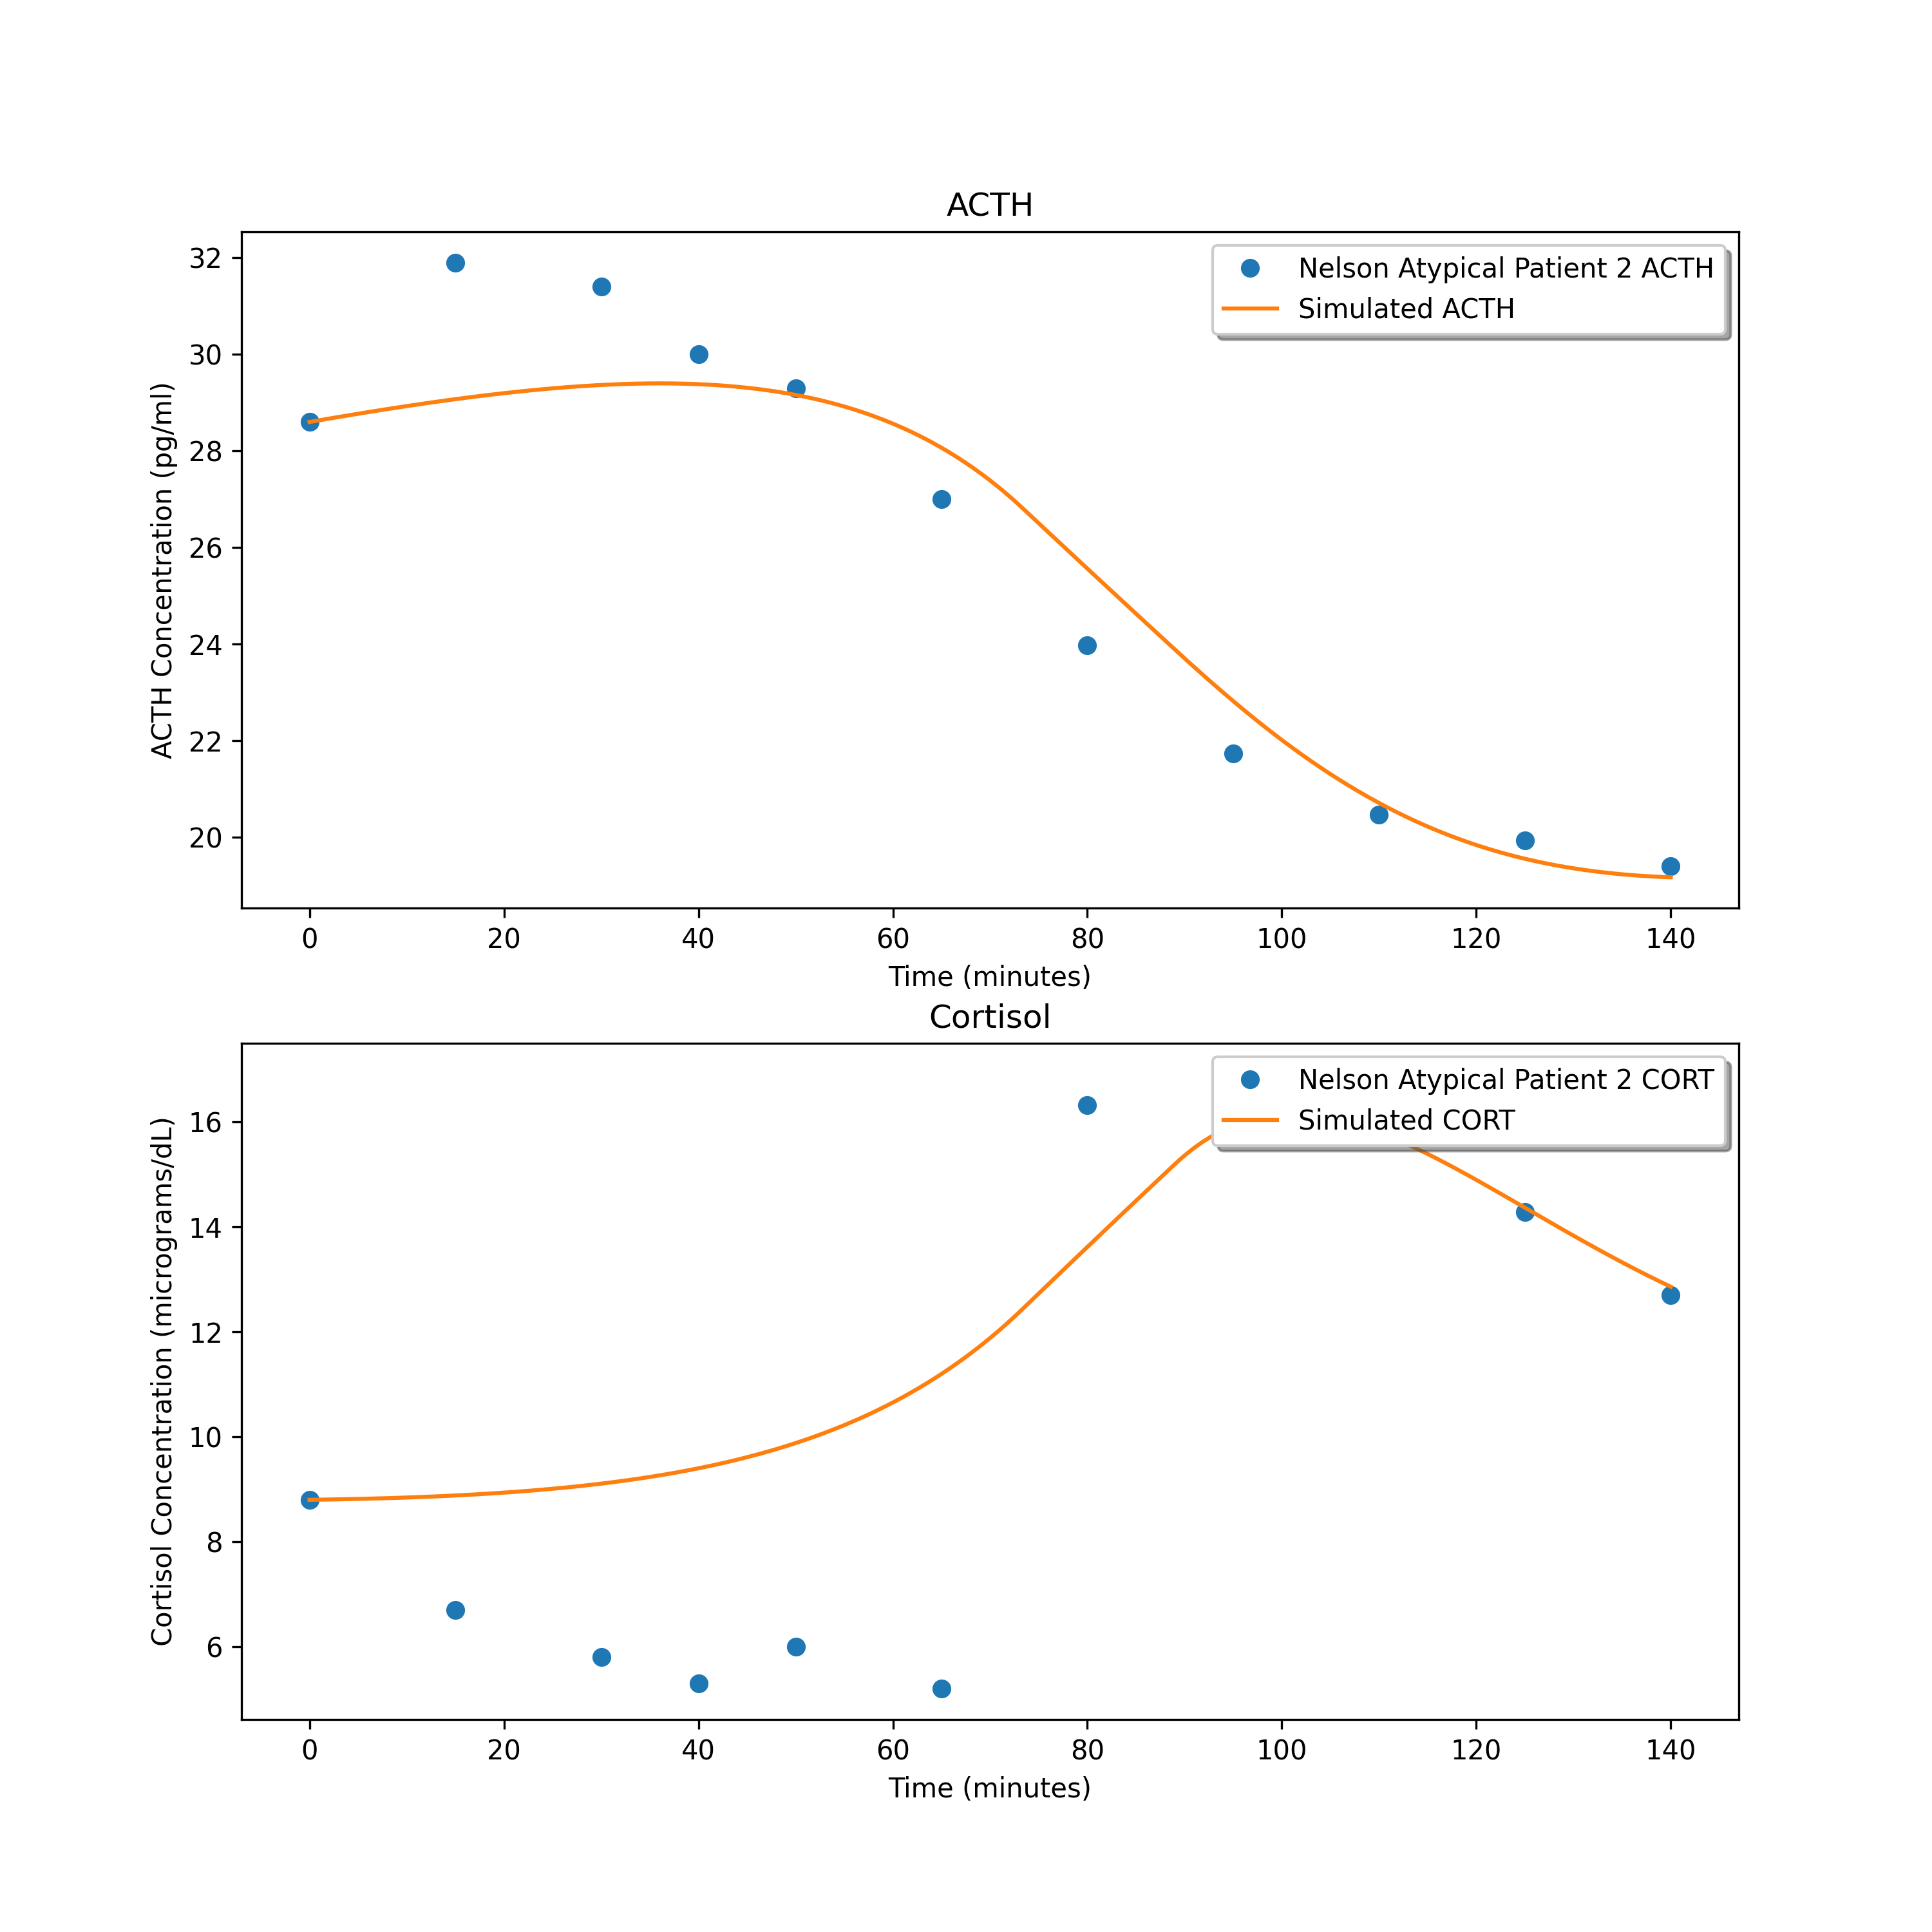 ACTH
32
30
28
26
24
22
20
ACTH Concentration (pg/ml)
Nelson Atypical Patient 2 ACTH
Simulated ACTH
0 20 40 60 80 100 120 140
Time (minutes)
Cortisol
16
14
12
10
8
6
Cortisol Concentration (micrograms/dL)
Nelson Atypical Patient 2 CORT
Simulated CORT
0 20 40 60 80 100 120 140
Time (minutes)